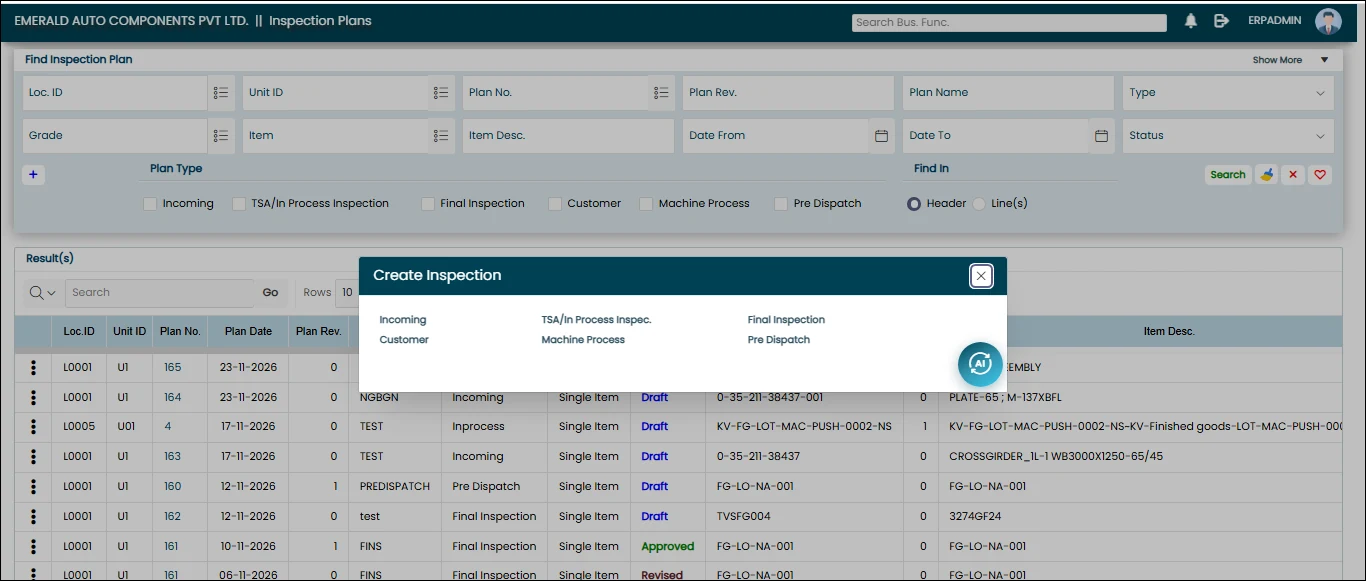 EMERALD AUTO COMPONENTS PVT LTD. || Inspection Plans Search Bus. Func. ERPADMIN
Find Inspection Plan Show More
Loc. ID Unit ID Plan No. Plan Rev. Plan Name Type
Grade Item Item Desc. Date From Date To Status
+ Plan Type Find In Search
Incoming TSA/In Process Inspection Final Inspection Customer Machine Process Pre Dispatch Header Line(s)
Result(s)
Create Inspection
Search Go Rows 10
Incoming TSA/In Process Inspec. Final Inspection
Customer Machine Process Pre Dispatch
AI
Loc.ID Unit ID Plan No. Plan Date Plan Rev. Item Desc.
L0001 U1 165 23-11-2026 0 EMBLY
L0001 U1 164 23-11-2026 0 NGBGN Incoming Single Item Draft 0-35-211-38437-001 0 PLATE-65 ; M-137XBFL
L0005 U01 4 17-11-2026 0 TEST Inprocess Single Item Draft KV-FG-LOT-MAC-PUSH-0002-NS 1 KV-FG-LOT-MAC-PUSH-0002-NS-KV-Finished goods-LOT-MAC-PUSH-000
L0001 U1 163 17-11-2026 0 TEST Incoming Single Item Draft 0-35-211-38437 0 CROSSGIRDER_1L-1 WB3000X1250-65/45
L0001 U1 160 12-11-2026 1 PREDISPATCH Pre Dispatch Single Item Draft FG-LO-NA-001 0 FG-LO-NA-001
L0001 U1 162 12-11-2026 0 test Final Inspection Single Item Draft TVSFG004 0 3274GF24
L0001 U1 161 10-11-2026 1 FINS Final Inspection Single Item Approved FG-LO-NA-001 0 FG-LO-NA-001
L0001 U1 161 06-11-2026 0 FINS Final Inspection Single Item Revised FG-LO-NA-001 0 FG-LO-NA-001